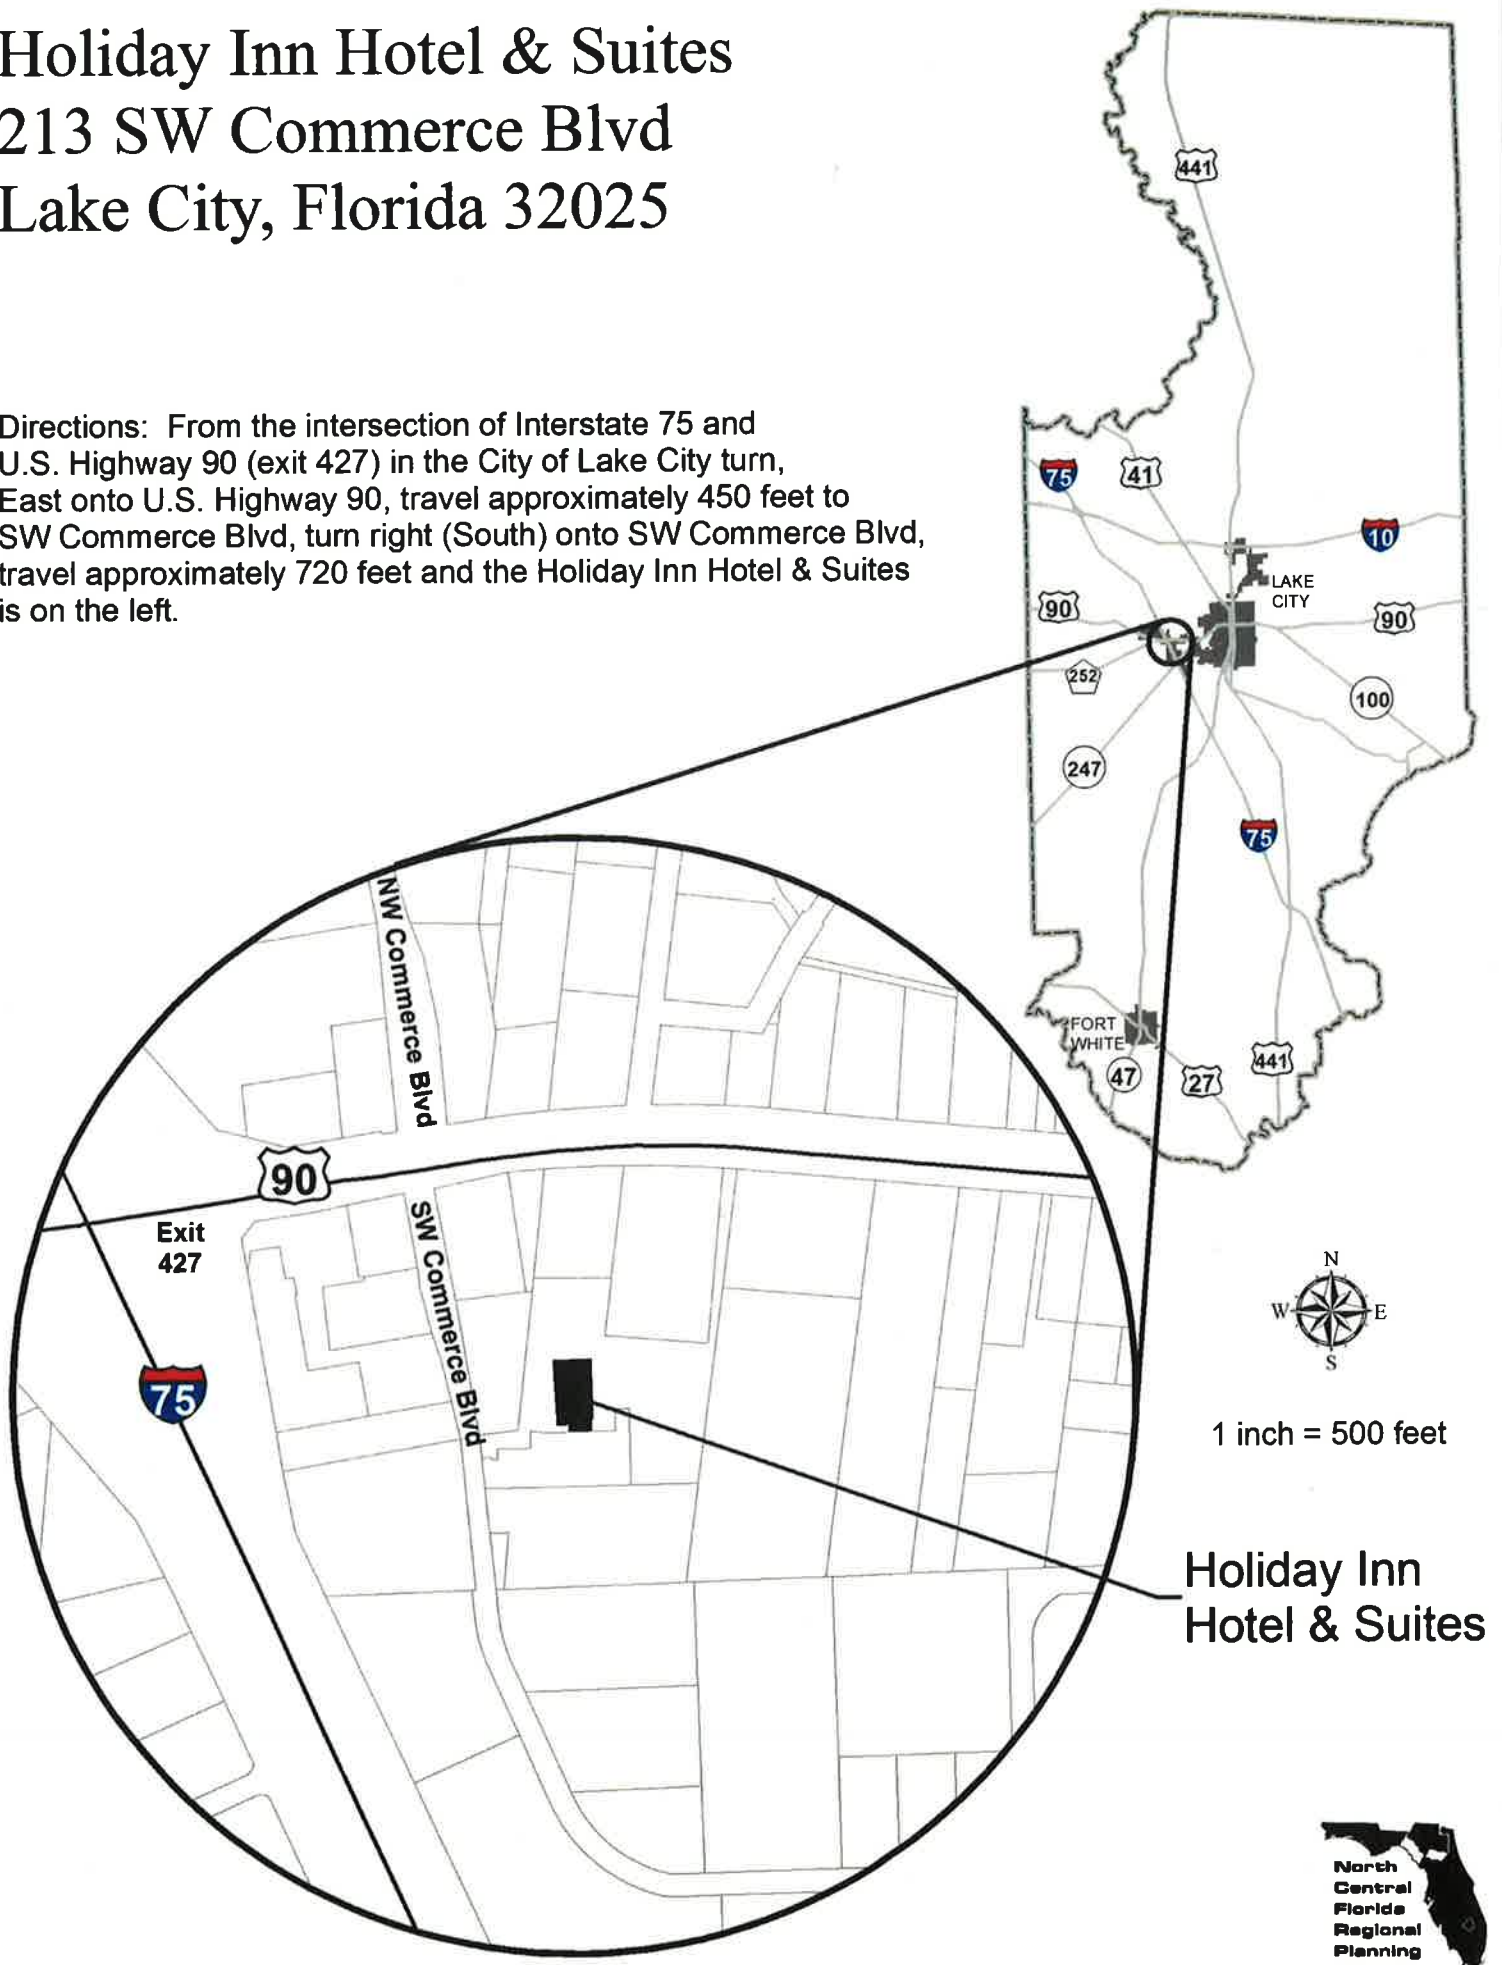 Holiday Inn Hotel & Suites
213 SW Commerce Blvd
Lake City, Florida 32025
Directions: From the intersection of Interstate 75 and
U.S. Highway 90 (exit 427) in the City of Lake City turn,
East onto U.S. Highway 90, travel approximately 450 feet to
SW Commerce Blvd, turn right (South) onto SW Commerce Blvd,
travel approximately 720 feet and the Holiday Inn Hotel & Suites
is on the left.
441
75
41
10
LAKE
CITY
90
90
252
100
247
75
FORT
WHITE
47
27
441
NW Commerce Blvd
90
Exit
427
SW Commerce Blvd
75
N
W
E
S
1 inch = 500 feet
Holiday Inn
Hotel & Suites
North
Central
Florida
Regional
Planning